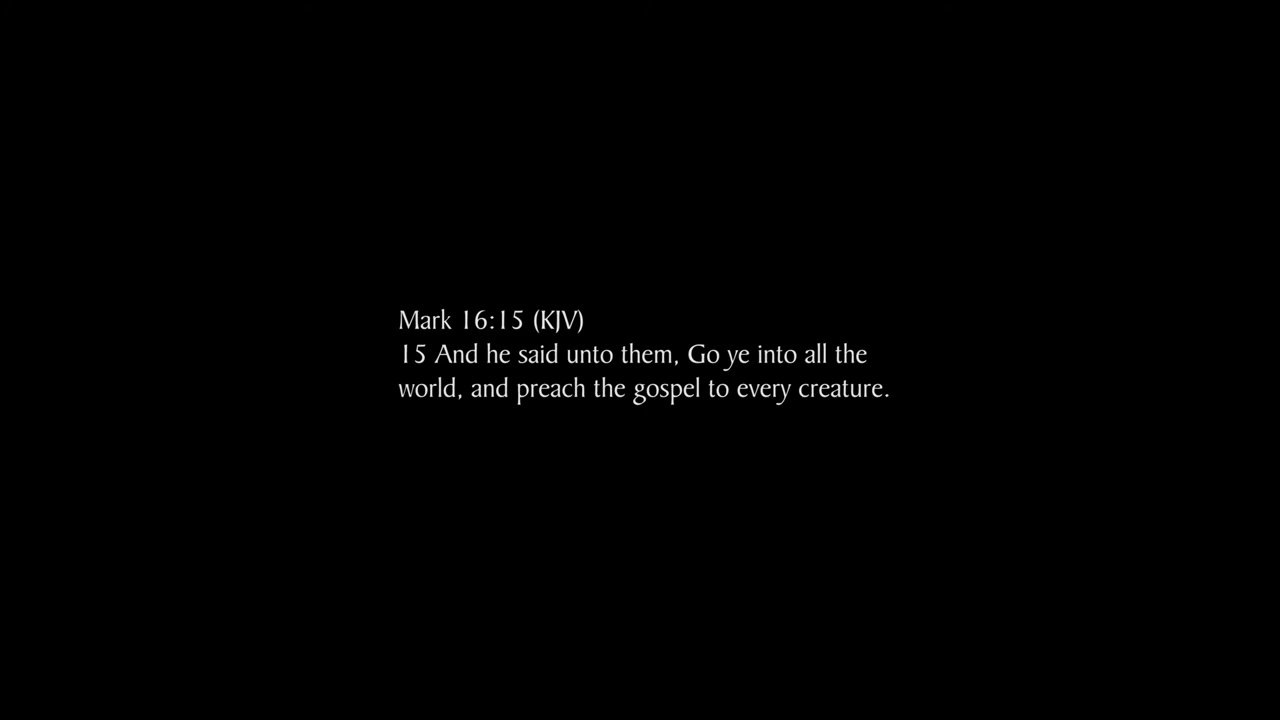 Mark 16:15 (KJV)
15 And he said unto them, Go ye into all the
world, and preach the gospel to every creature.